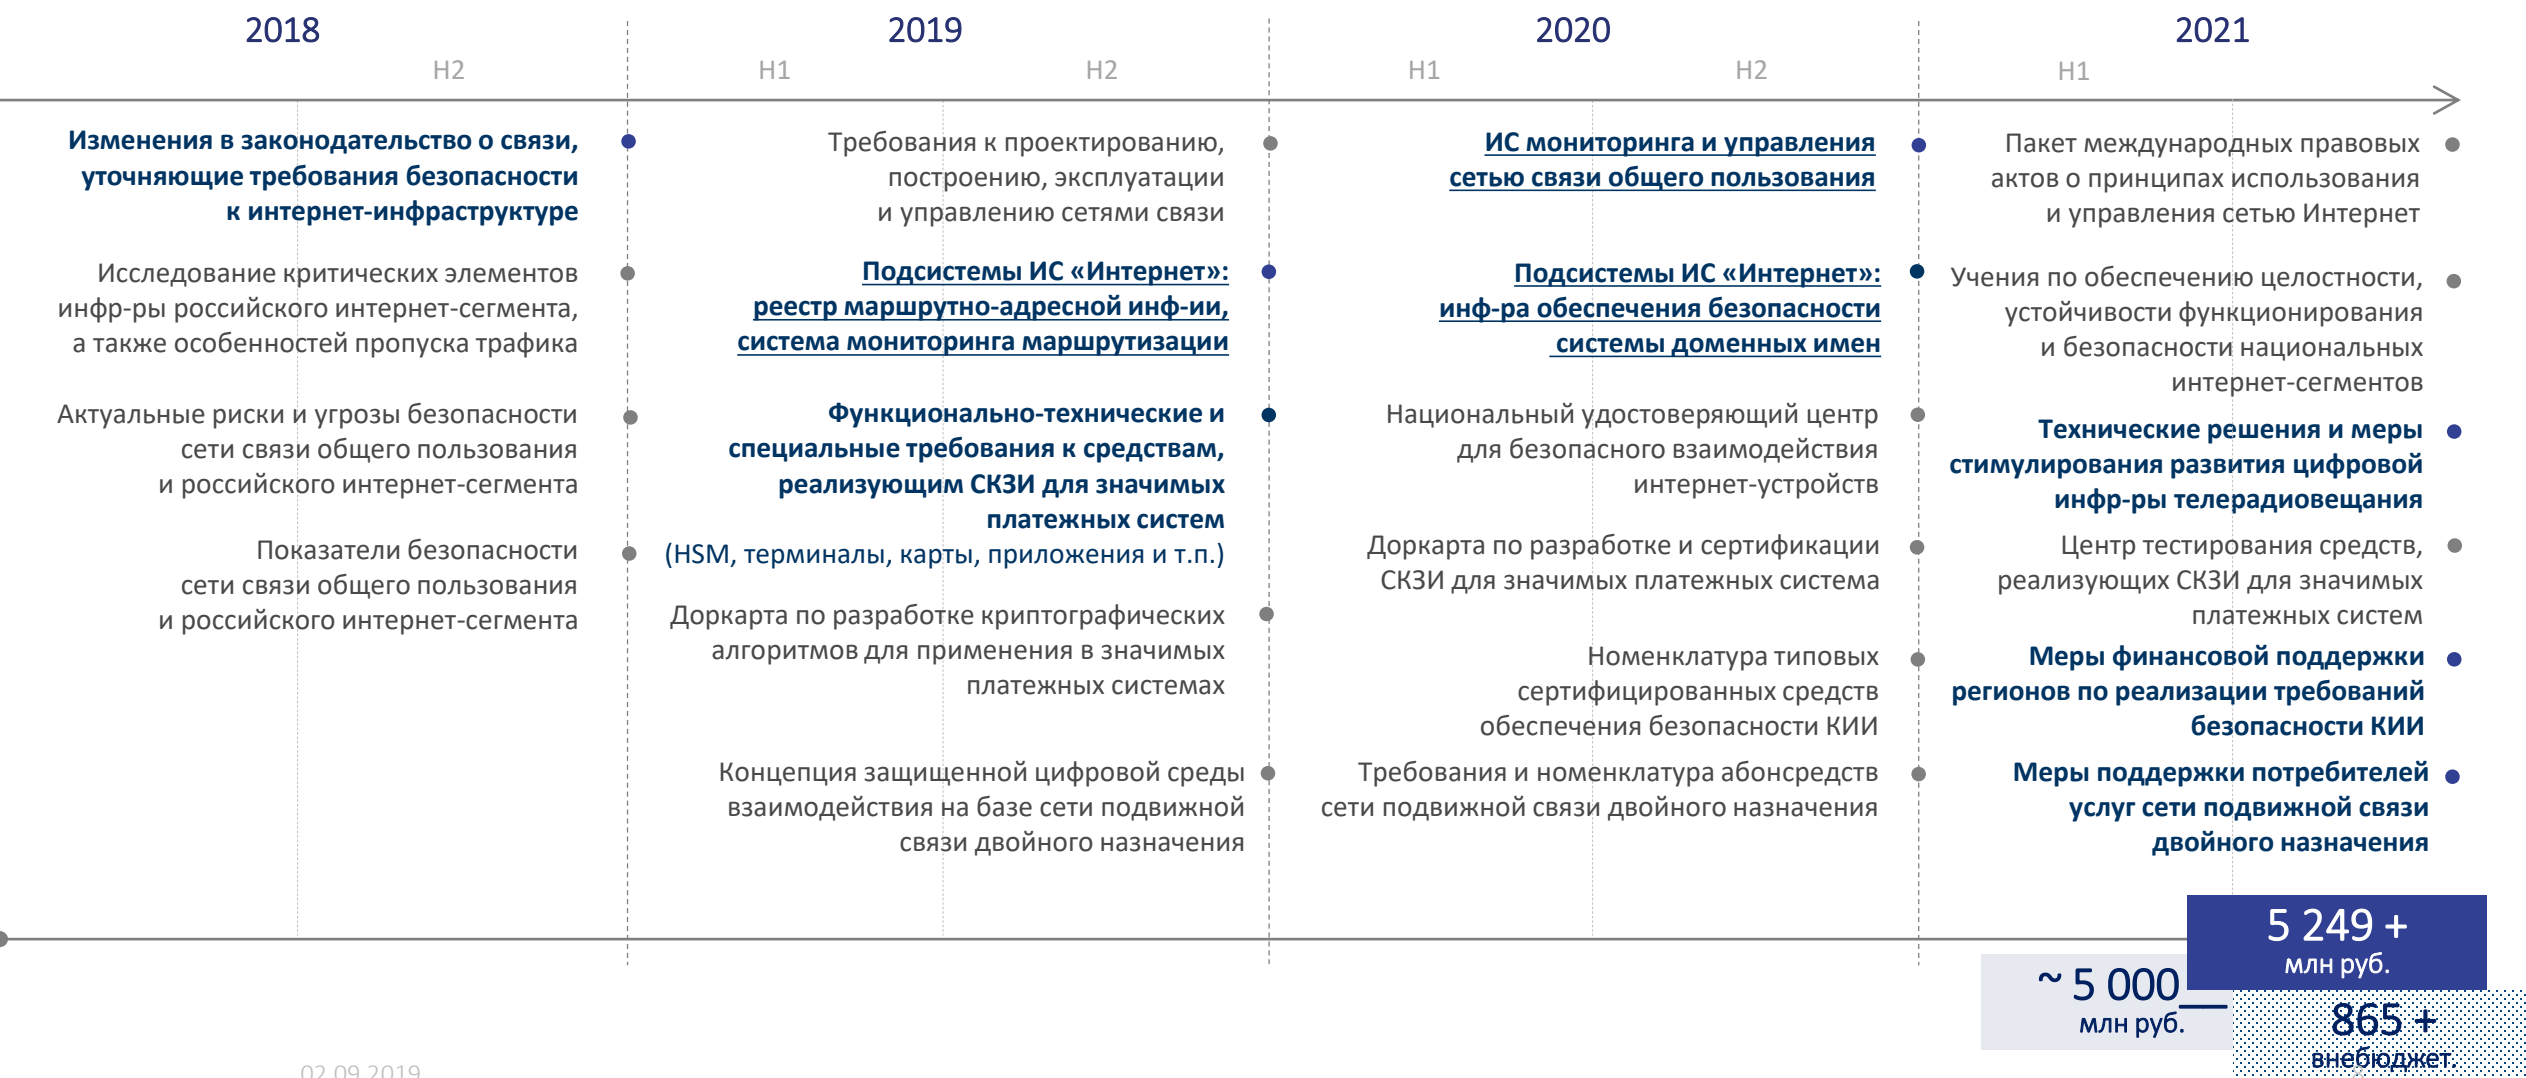 2018
2019
2020
2021
H2
H1
H2
H1
H2
H1
Изменения в законодательство о связи,
уточняющие требования безопасности
к интернет-инфраструктуре
Исследование критических элементов
инфр-ры российского интернет-сегмента,
а также особенностей пропуска трафика
Актуальные риски и угрозы безопасности
сети связи общего пользования
и российского интернет-сегмента
Показатели безопасности
сети связи общего пользования
и российского интернет-сегмента
Требования к проектированию,
построению, эксплуатации
и управлению сетями связи
Подсистемы ИС «Интернет»:
реестр маршрутно-адресной инф-ии,
система мониторинга маршрутизации
Функционально-технические и
специальные требования к средствам,
реализующим СКЗИ для значимых
платежных систем
(HSM, терминалы, карты, приложения и т.п.)
Доркарта по разработке криптографических
алгоритмов для применения в значимых
платежных системах
Концепция защищенной цифровой среды
взаимодействия на базе сети подвижной
связи двойного назначения
ИС мониторинга и управления
сетью связи общего пользования
Подсистемы ИС «Интернет»:
инф-ра обеспечения безопасности
системы доменных имен
Национальный удостоверяющий центр
для безопасного взаимодействия
интернет-устройств
Доркарта по разработке и сертификации
СКЗИ для значимых платежных система
Номенклатура типовых
сертифицированных средств
обеспечения безопасности КИИ
Требования и номенклатура абонсредств
сети подвижной связи двойного назначения
Пакет международных правовых
актов о принципах использования
и управления сетью Интернет
Учения по обеспечению целостности,
устойчивости функционирования
и безопасности национальных
интернет-сегментов
Технические решения и меры
стимулирования развития цифровой
инфр-ры телерадиовещания
Центр тестирования средств,
реализующих СКЗИ для значимых
платежных систем
Меры финансовой поддержки
регионов по реализации требований
безопасности КИИ
Меры поддержки потребителей
услуг сети подвижной связи
двойного назначения
5 249 +
млн руб.
~ 5 000__
млн руб.
865 +
внебюджет.
02.09.2019